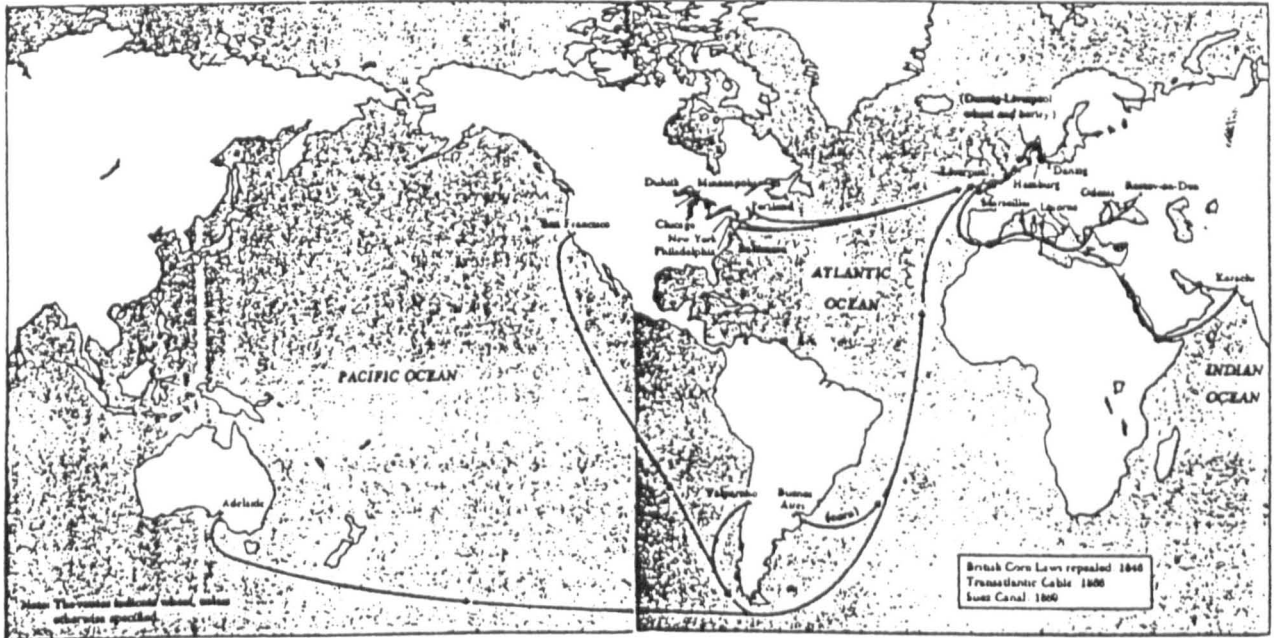 (Danzig-Liverpool
wheat and barley)
Liverpool
Danzig
Hamburg
Odessa
Rostov-on-Don
Marseilles
Duluth
Minneapolis
Portland
Chicago
New York
Philadelphia
Baltimore
San Francisco
ATLANTIC
OCEAN
Karachi
PACIFIC OCEAN
INDIAN
OCEAN
Adelaide
Valparaiso
Buenos
Aires
(corn)
British Corn Laws repealed 1846
Transatlantic Cable 1866
Suez Canal 1869
Note: The routes indicate wheat, unless
otherwise specified